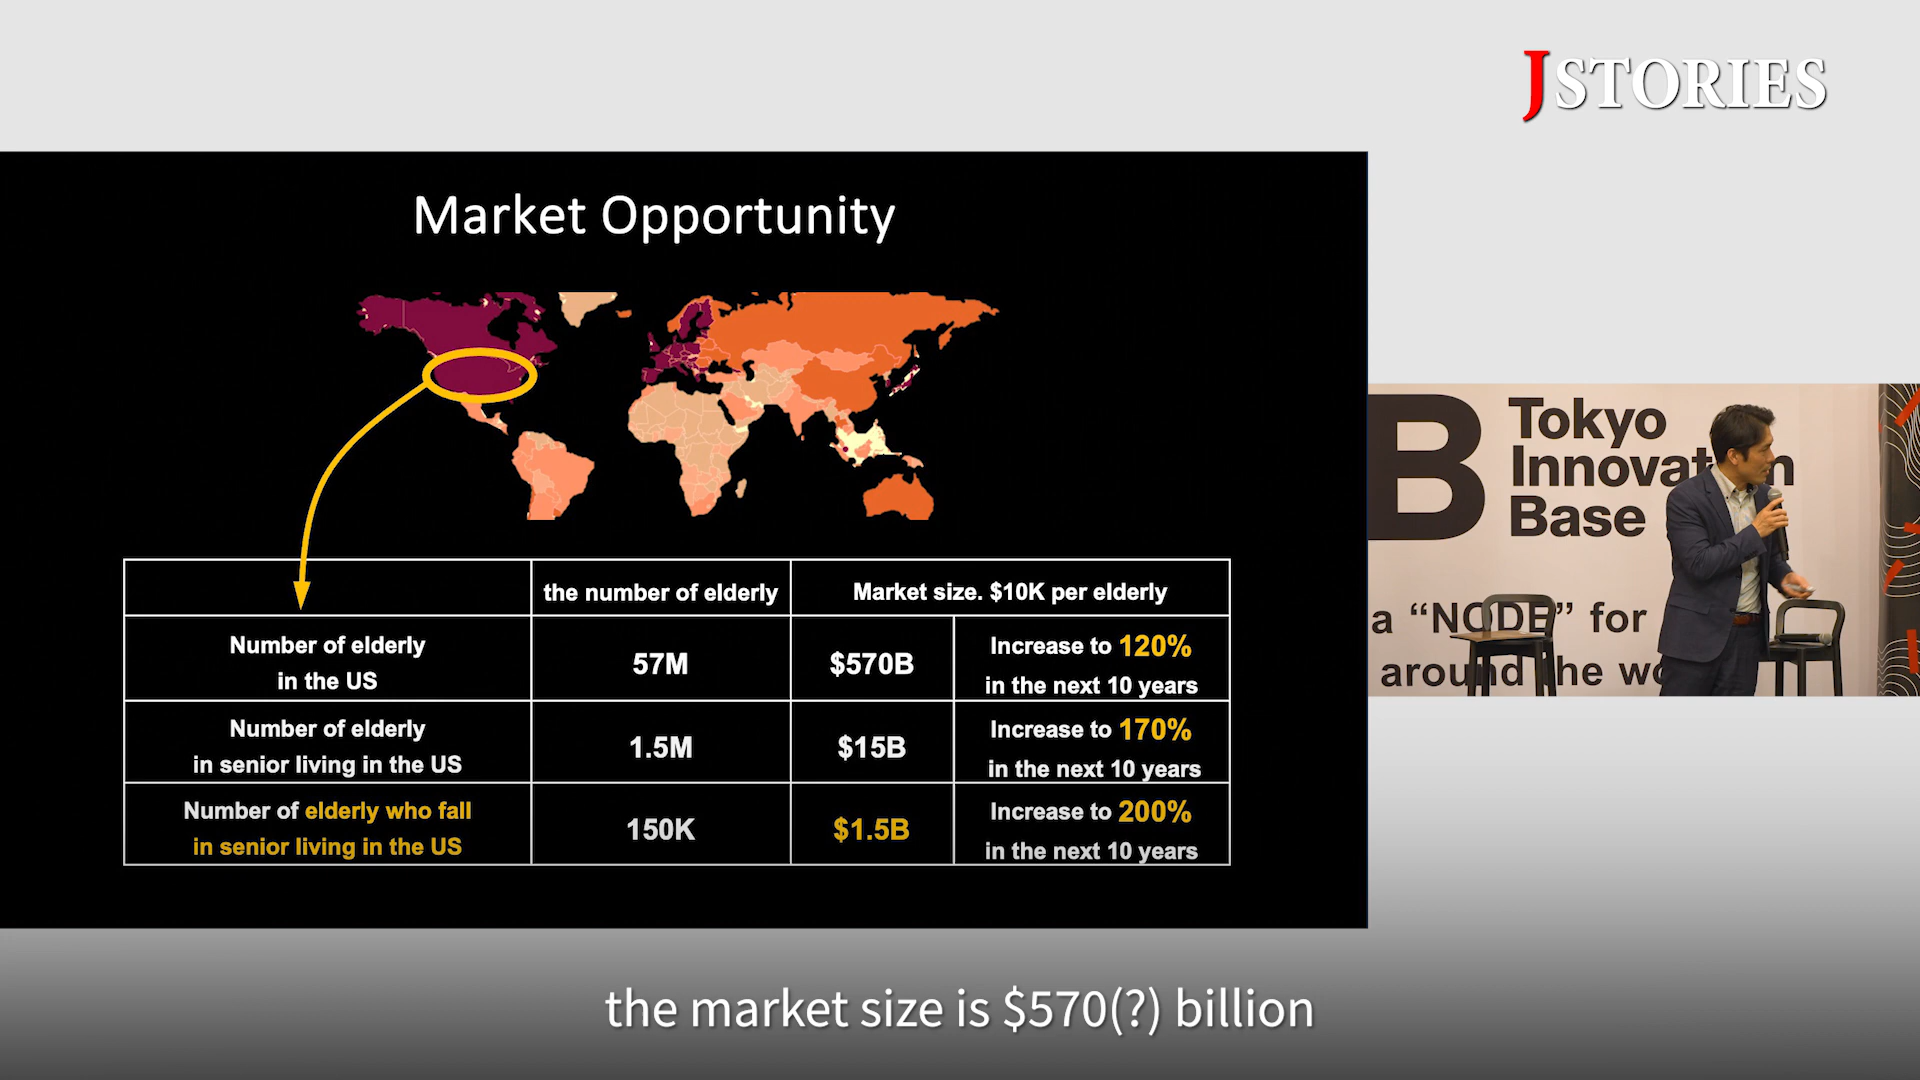 JSTORIES
Market Opportunity
the number of elderly
Market size. $10K per elderly
Number of elderly
in the US
57M
$570B
Increase to 120%
in the next 10 years
Number of elderly
in senior living in the US
1.5M
$15B
Increase to 170%
in the next 10 years
Number of elderly who fall
in senior living in the US
150K
$1.5B
Increase to 200%
in the next 10 years
B
Tokyo
Base
a “NODE” for
around the
the market size is $570(?) billion